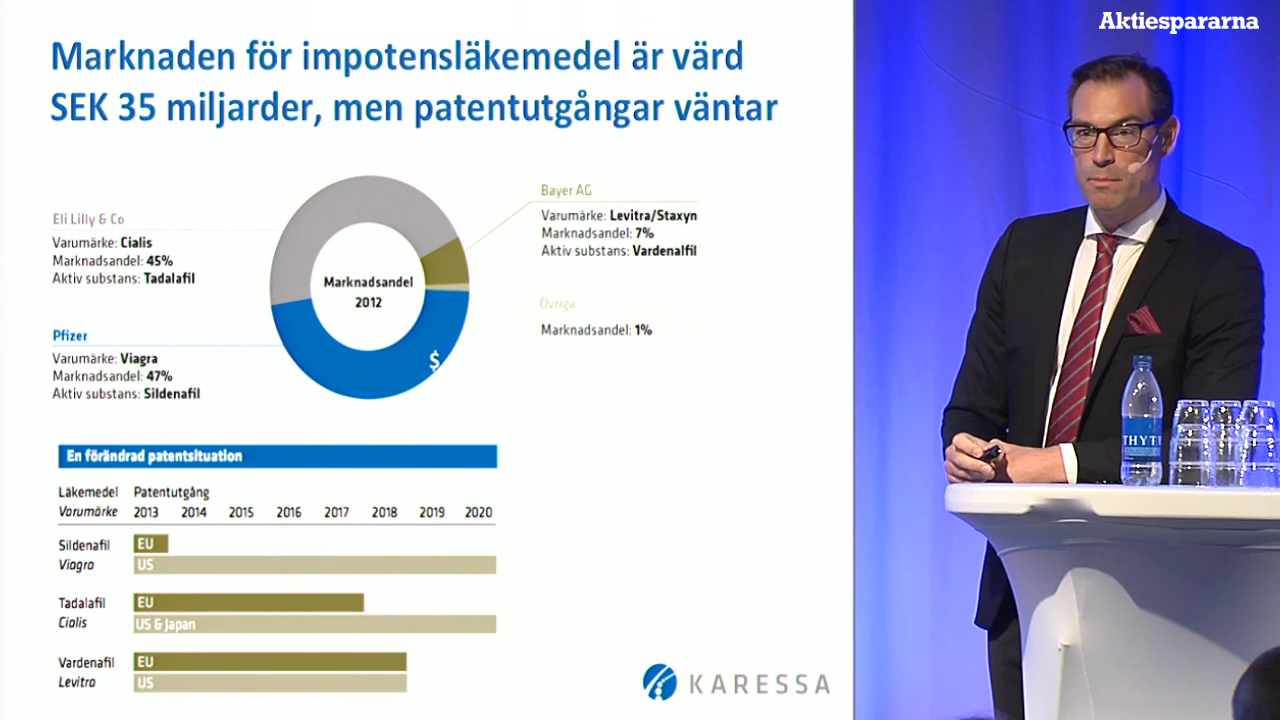 Aktiespararna
Marknaden för impotensläkemedel är värd
SEK 35 miljarder, men patentutgångar väntar
Eli Lilly & Co
Varumärke: Cialis
Marknadsandel: 45%
Aktiv substans: Tadalafil
Pfizer
Varumärke: Viagra
Marknadsandel: 47%
Aktiv substans: Sildenafil
Marknadsandel
2012
$
Bayer AG
Varumärke: Levitra/Staxyn
Marknadsandel: 7%
Aktiv substans: Vardenalfil
Övriga
Marknadsandel: 1%
En förändrad patentsituation
Läkemedel Patentutgång
Varumärke 2013 2014 2015 2016 2017 2018 2019 2020
Sildenafil EU
Viagra US
Tadalafil EU
Cialis US & Japan
Vardenafil EU
Levitra US
KARESSA
THYT